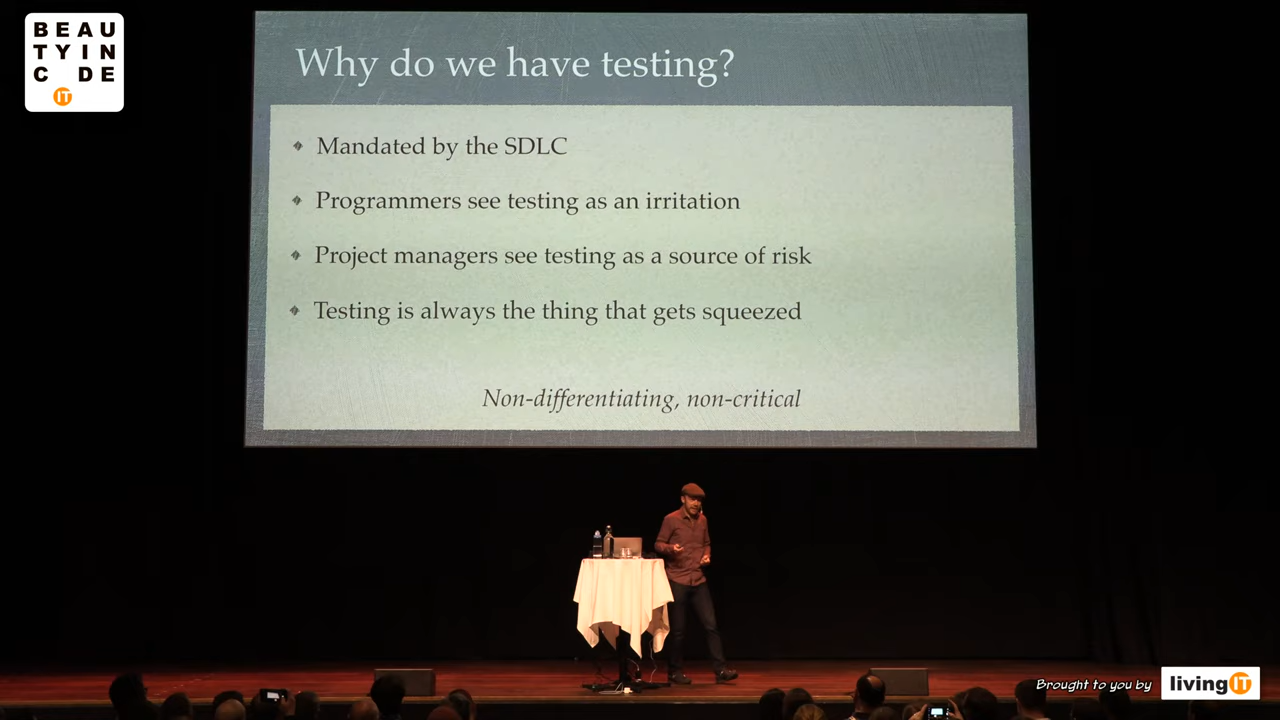 BEAU
TYIN
C DE
IT
Why do we have testing?
Mandated by the SDLC
Programmers see testing as an irritation
Project managers see testing as a source of risk
Testing is always the thing that gets squeezed
Non-differentiating, non-critical
Brought to you by
livingIT